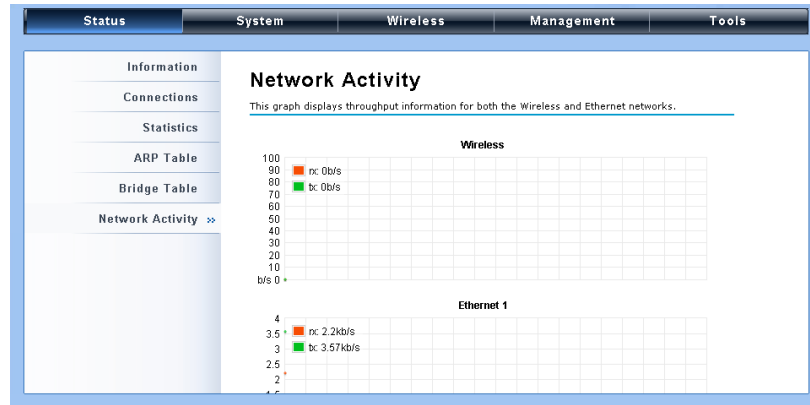 Status System Wireless Management Tools
Information
Connections
Statistics
ARP Table
Bridge Table
Network Activity »
Network Activity
This graph displays throughput information for both the Wireless and Ethernet networks.
Wireless
100
90
80
70
60
50
40
30
20
10
b/s 0
rx: 0b/s
tx: 0b/s
Ethernet 1
4
3.5
3
2.5
2
rx: 2.2kb/s
tx: 3.57kb/s